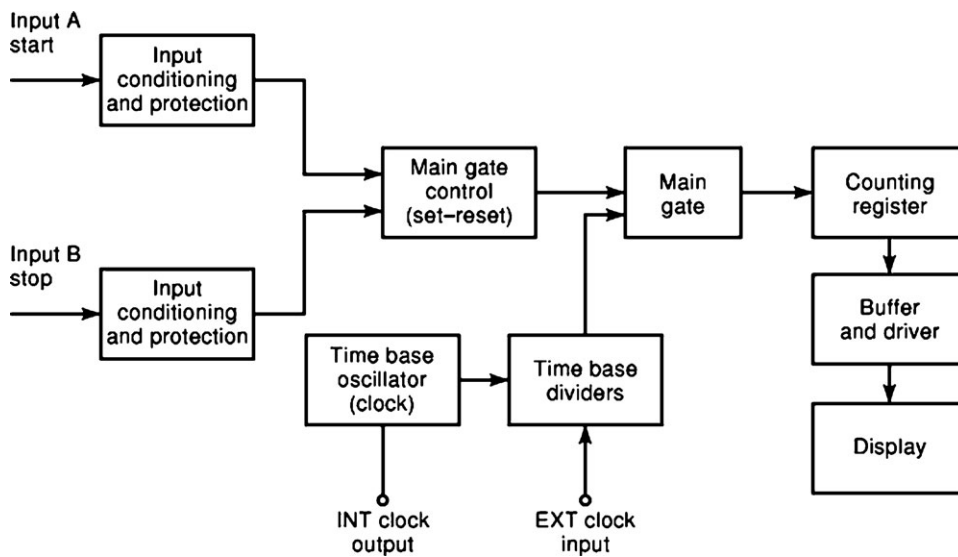 Input A
start
Input
conditioning
and protection
Main gate
control
(set–reset)
Main
gate
Counting
register
Input B
stop
Input
conditioning
and protection
Buffer
and driver
Time base
oscillator
(clock)
Time base
dividers
Display
INT clock
output
EXT clock
input